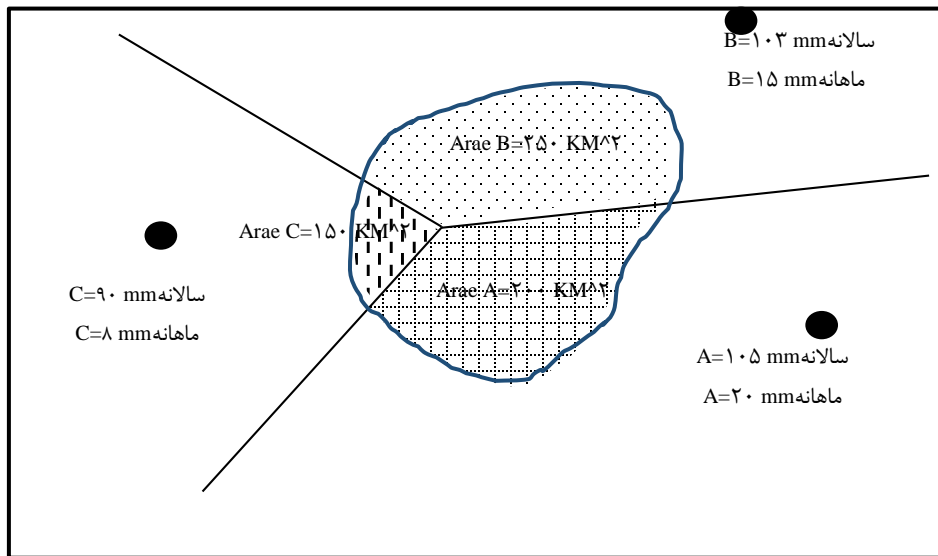 B=۱۰۳ mmسالانه
B=۱۵ mmماهانه
Arae B=۳۵۰ KM^۲
Arae C=۱۵۰ KM^۲
Arae A=۲۰۰ KM^۲
C=۹۰ mmسالانه
C=۸ mmماهانه
A=۱۰۵ mmسالانه
A=۲۰ mmماهانه